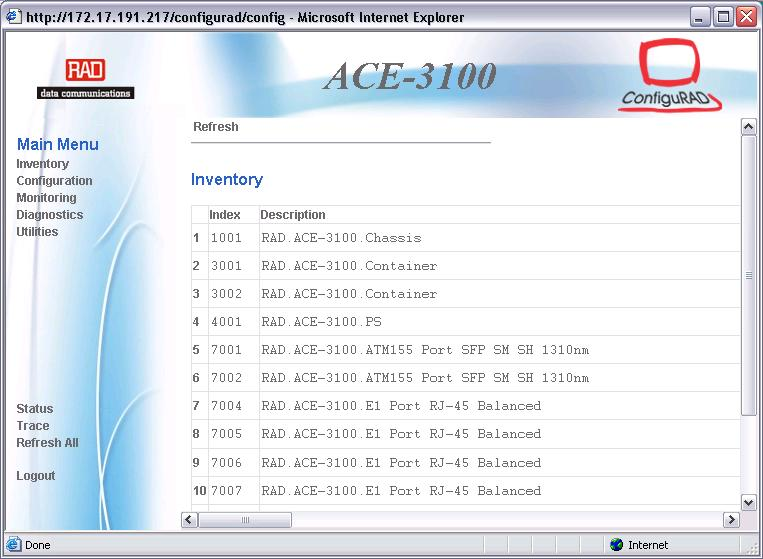 http://172.17.191.217/configurad/config - Microsoft Internet Explorer
RAD
data communications
ACE-3100
ConfiguRAD
Main Menu
Inventory
Configuration
Monitoring
Diagnostics
Utilities
Status
Trace
Refresh All
Logout
Refresh
Inventory
Index Description
1 1001 RAD.ACE-3100.Chassis
2 3001 RAD.ACE-3100.Container
3 3002 RAD.ACE-3100.Container
4 4001 RAD.ACE-3100.PS
5 7001 RAD.ACE-3100.ATM155 Port SFP SM SH 1310nm
6 7002 RAD.ACE-3100.ATM155 Port SFP SM SH 1310nm
7 7004 RAD.ACE-3100.E1 Port RJ-45 Balanced
8 7005 RAD.ACE-3100.E1 Port RJ-45 Balanced
9 7006 RAD.ACE-3100.E1 Port RJ-45 Balanced
10 7007 RAD.ACE-3100.E1 Port RJ-45 Balanced
Done
Internet